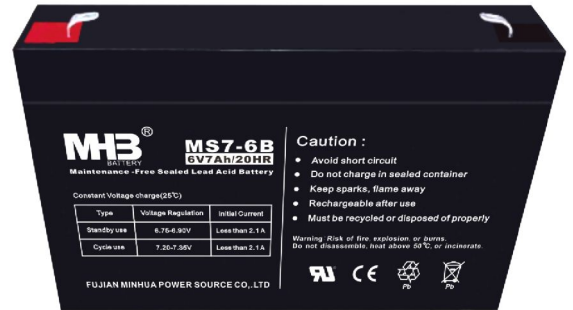 MHB®
BATTERY
MS7-6B
6V7Ah/20HR
Maintenance -Free Sealed Lead Acid Battery
Constant Voltage charge(25℃)
Type Voltage Regulation Initial Current
Standby use 6.75-6.90V Less than 2.1A
Cycle use 7.20-7.35V Less than 2.1A
FUJIAN MINHUA POWER SOURCE CO,.LTD
Caution :
● Avoid short circuit
● Do not charge in sealed container
● Keep sparks, flame away
● Rechargeable after use
● Must be recycled or disposed of properly
Warning: Risk of fire, explosion, or burns.
Do not disassemble, heat above 50℃, or incinerate.
RU CE Pb Pb